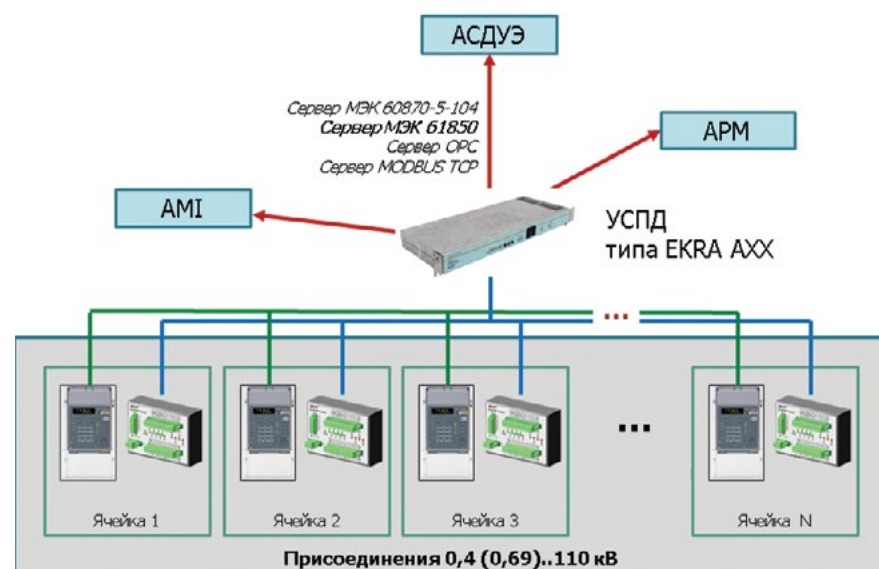 АСДУЭ
Сервер МЭК 60870-5-104
Сервер МЭК 61850
Сервер OPC
Сервер MODBUS TCP
АРМ
AMI
УСПД
типа EKRA AXX
...
...
Ячейка 1
Ячейка 2
Ячейка 3
Ячейка N
Присоединения 0,4 (0,69)..110 кВ